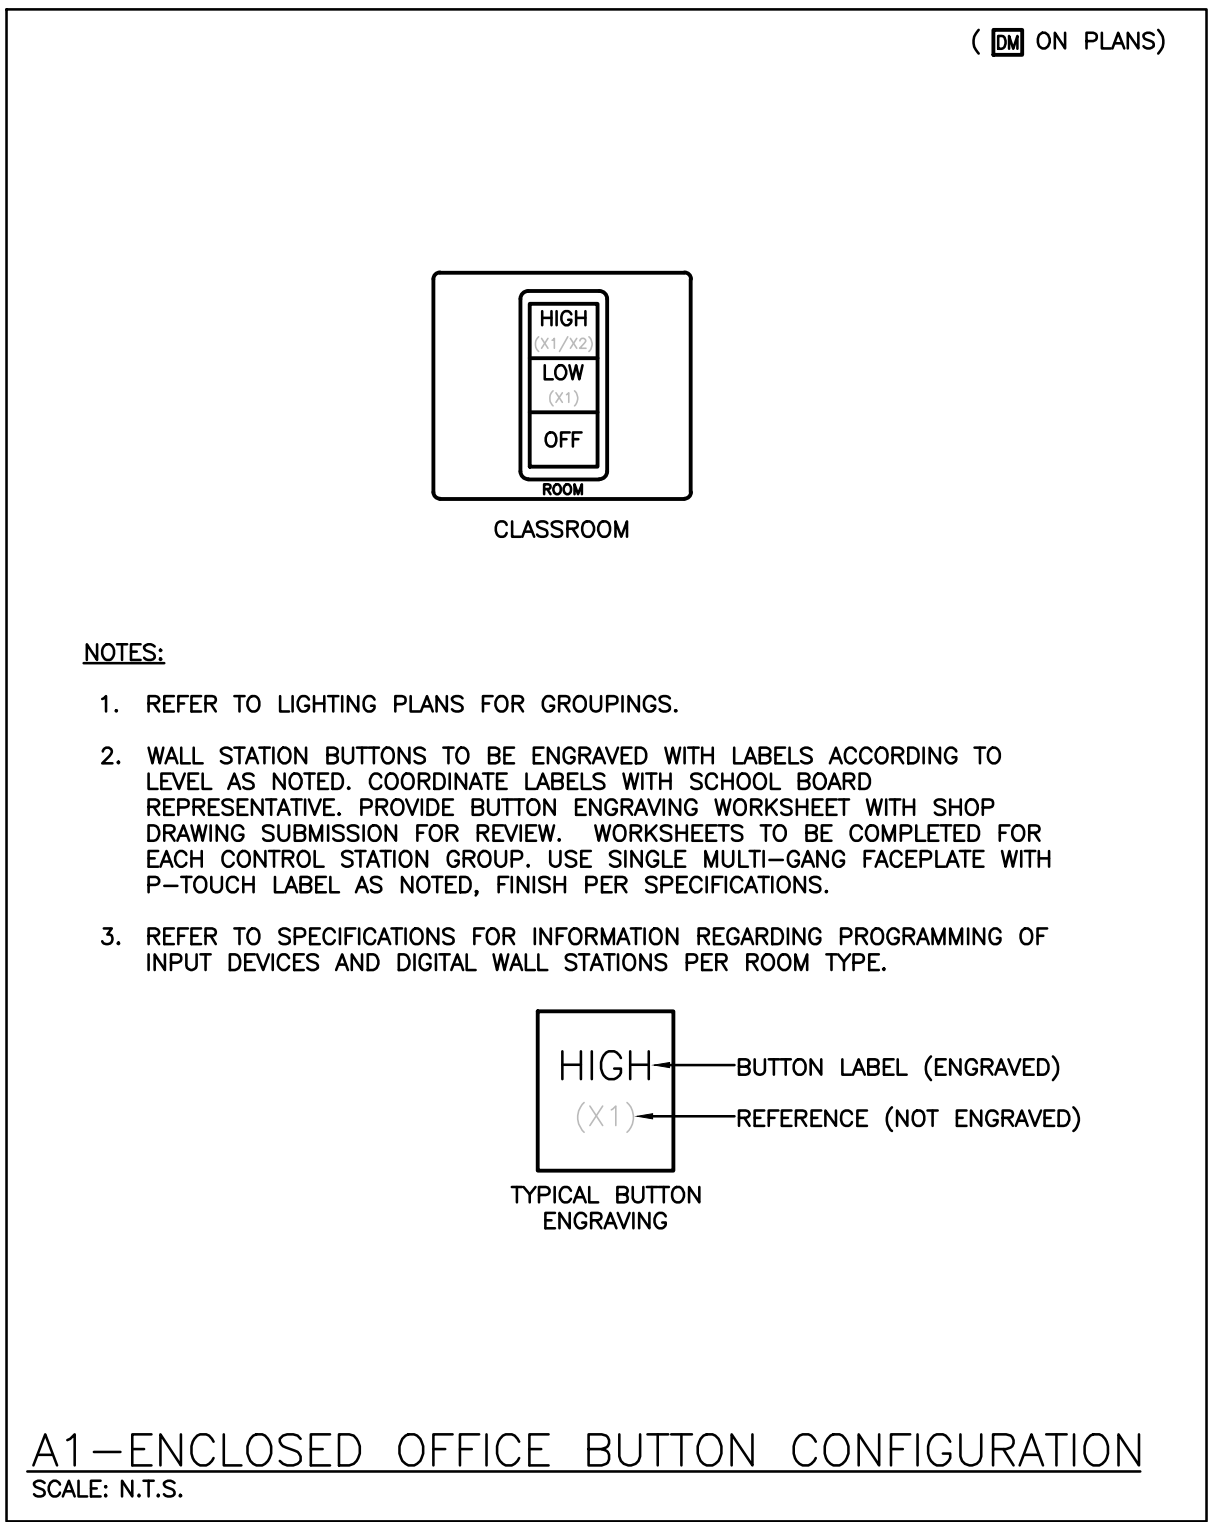 ( DM ON PLANS)
HIGH
(X1/X2)
LOW
(X1)
OFF
ROOM
CLASSROOM
NOTES:
1. REFER TO LIGHTING PLANS FOR GROUPINGS.
2. WALL STATION BUTTONS TO BE ENGRAVED WITH LABELS ACCORDING TO
LEVEL AS NOTED. COORDINATE LABELS WITH SCHOOL BOARD
REPRESENTATIVE. PROVIDE BUTTON ENGRAVING WORKSHEET WITH SHOP
DRAWING SUBMISSION FOR REVIEW. WORKSHEETS TO BE COMPLETED FOR
EACH CONTROL STATION GROUP. USE SINGLE MULTI-GANG FACEPLATE WITH
P-TOUCH LABEL AS NOTED, FINISH PER SPECIFICATIONS.
3. REFER TO SPECIFICATIONS FOR INFORMATION REGARDING PROGRAMMING OF
INPUT DEVICES AND DIGITAL WALL STATIONS PER ROOM TYPE.
HIGH
BUTTON LABEL (ENGRAVED)
(X1)
REFERENCE (NOT ENGRAVED)
TYPICAL BUTTON
ENGRAVING
A1-ENCLOSED OFFICE BUTTON CONFIGURATION
SCALE: N.T.S.